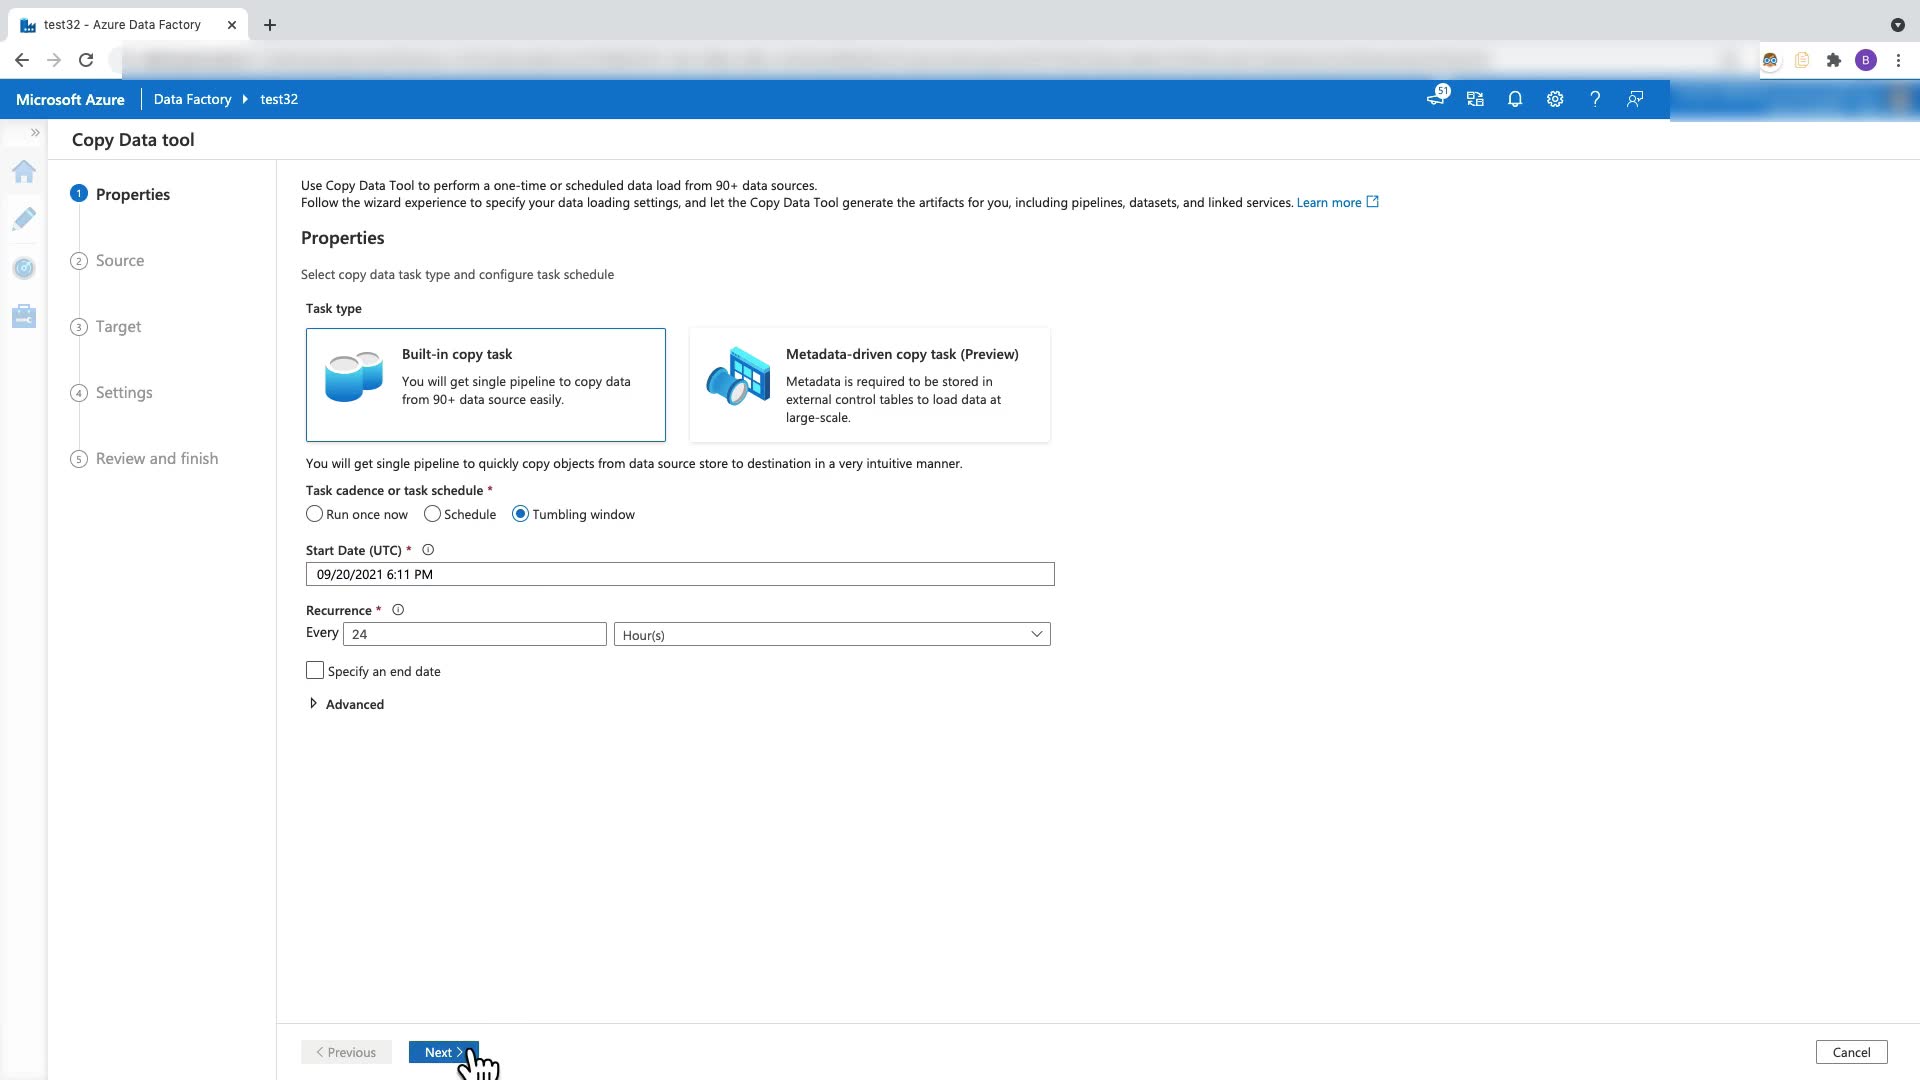 test32 - Azure Data Factory
B
Microsoft Azure
Data Factory
test32
51
Copy Data tool
1 Properties
2 Source
3 Target
4 Settings
5 Review and finish
Use Copy Data Tool to perform a one-time or scheduled data load from 90+ data sources.
Follow the wizard experience to specify your data loading settings, and let the Copy Data Tool generate the artifacts for you, including pipelines, datasets, and linked services. Learn more
Properties
Select copy data task type and configure task schedule
Task type
Built-in copy task
You will get single pipeline to copy data
from 90+ data source easily.
Metadata-driven copy task (Preview)
Metadata is required to be stored in
external control tables to load data at
large-scale.
You will get single pipeline to quickly copy objects from data source store to destination in a very intuitive manner.
Task cadence or task schedule *
Run once now Schedule Tumbling window
Start Date (UTC) *
09/20/2021 6:11 PM
Recurrence *
Every 24 Hour(s)
Specify an end date
Advanced
< Previous Next > Cancel